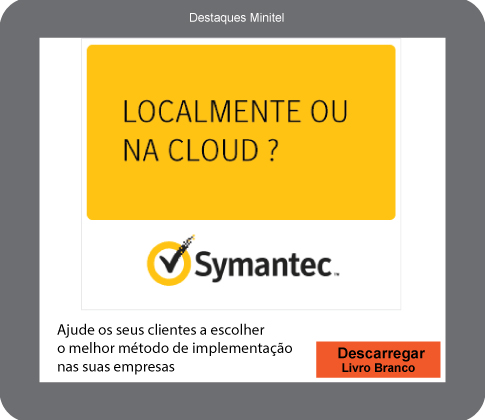 Destaques Minitel
LOCALMENTE OU
NA CLOUD ?
Symantec™
Ajude os seus clientes a escolher
o melhor método de implementação
nas suas empresas
Descarregar
Livro Branco